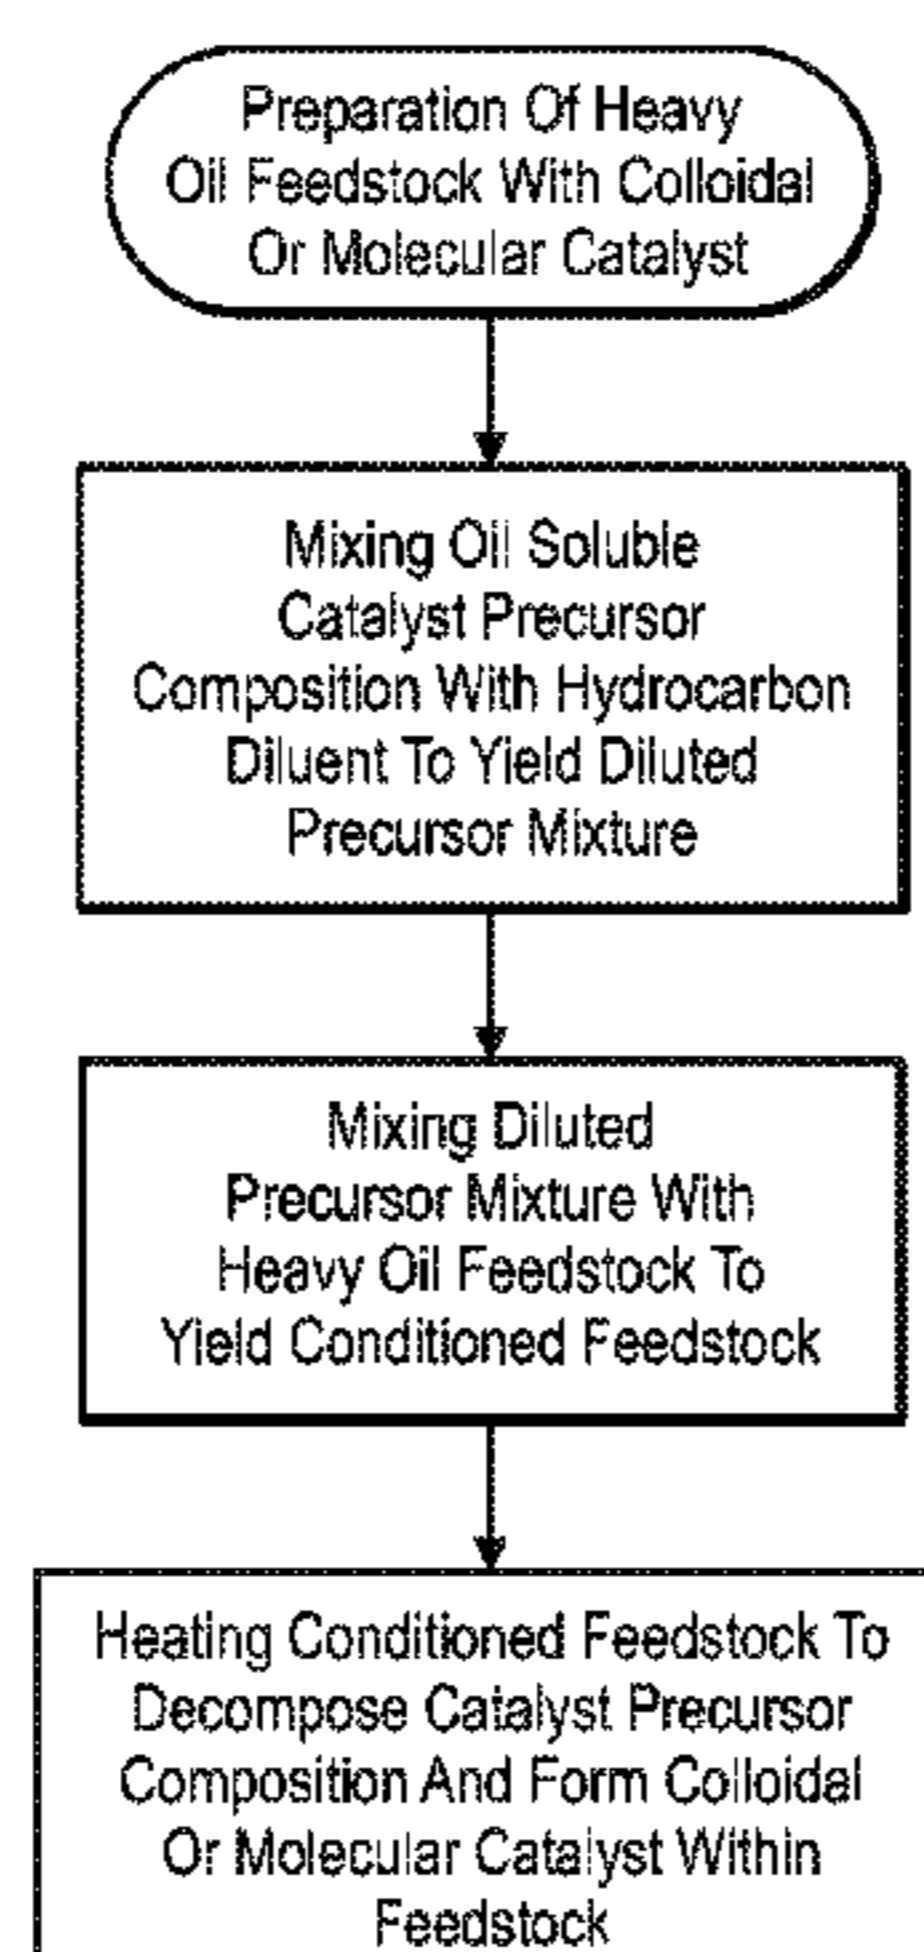 Preparation Of Heavy
Oil Feedstock With Colloidal
Or Molecular Catalyst
Mixing Oil Soluble
Catalyst Precursor
Composition With Hydrocarbon
Diluent To Yield Diluted
Precursor Mixture
Mixing Diluted
Precursor Mixture With
Heavy Oil Feedstock To
Yield Conditioned Feedstock
Heating Conditioned Feedstock To
Decompose Catalyst Precursor
Composition And Form Colloidal
Or Molecular Catalyst Within
Feedstock